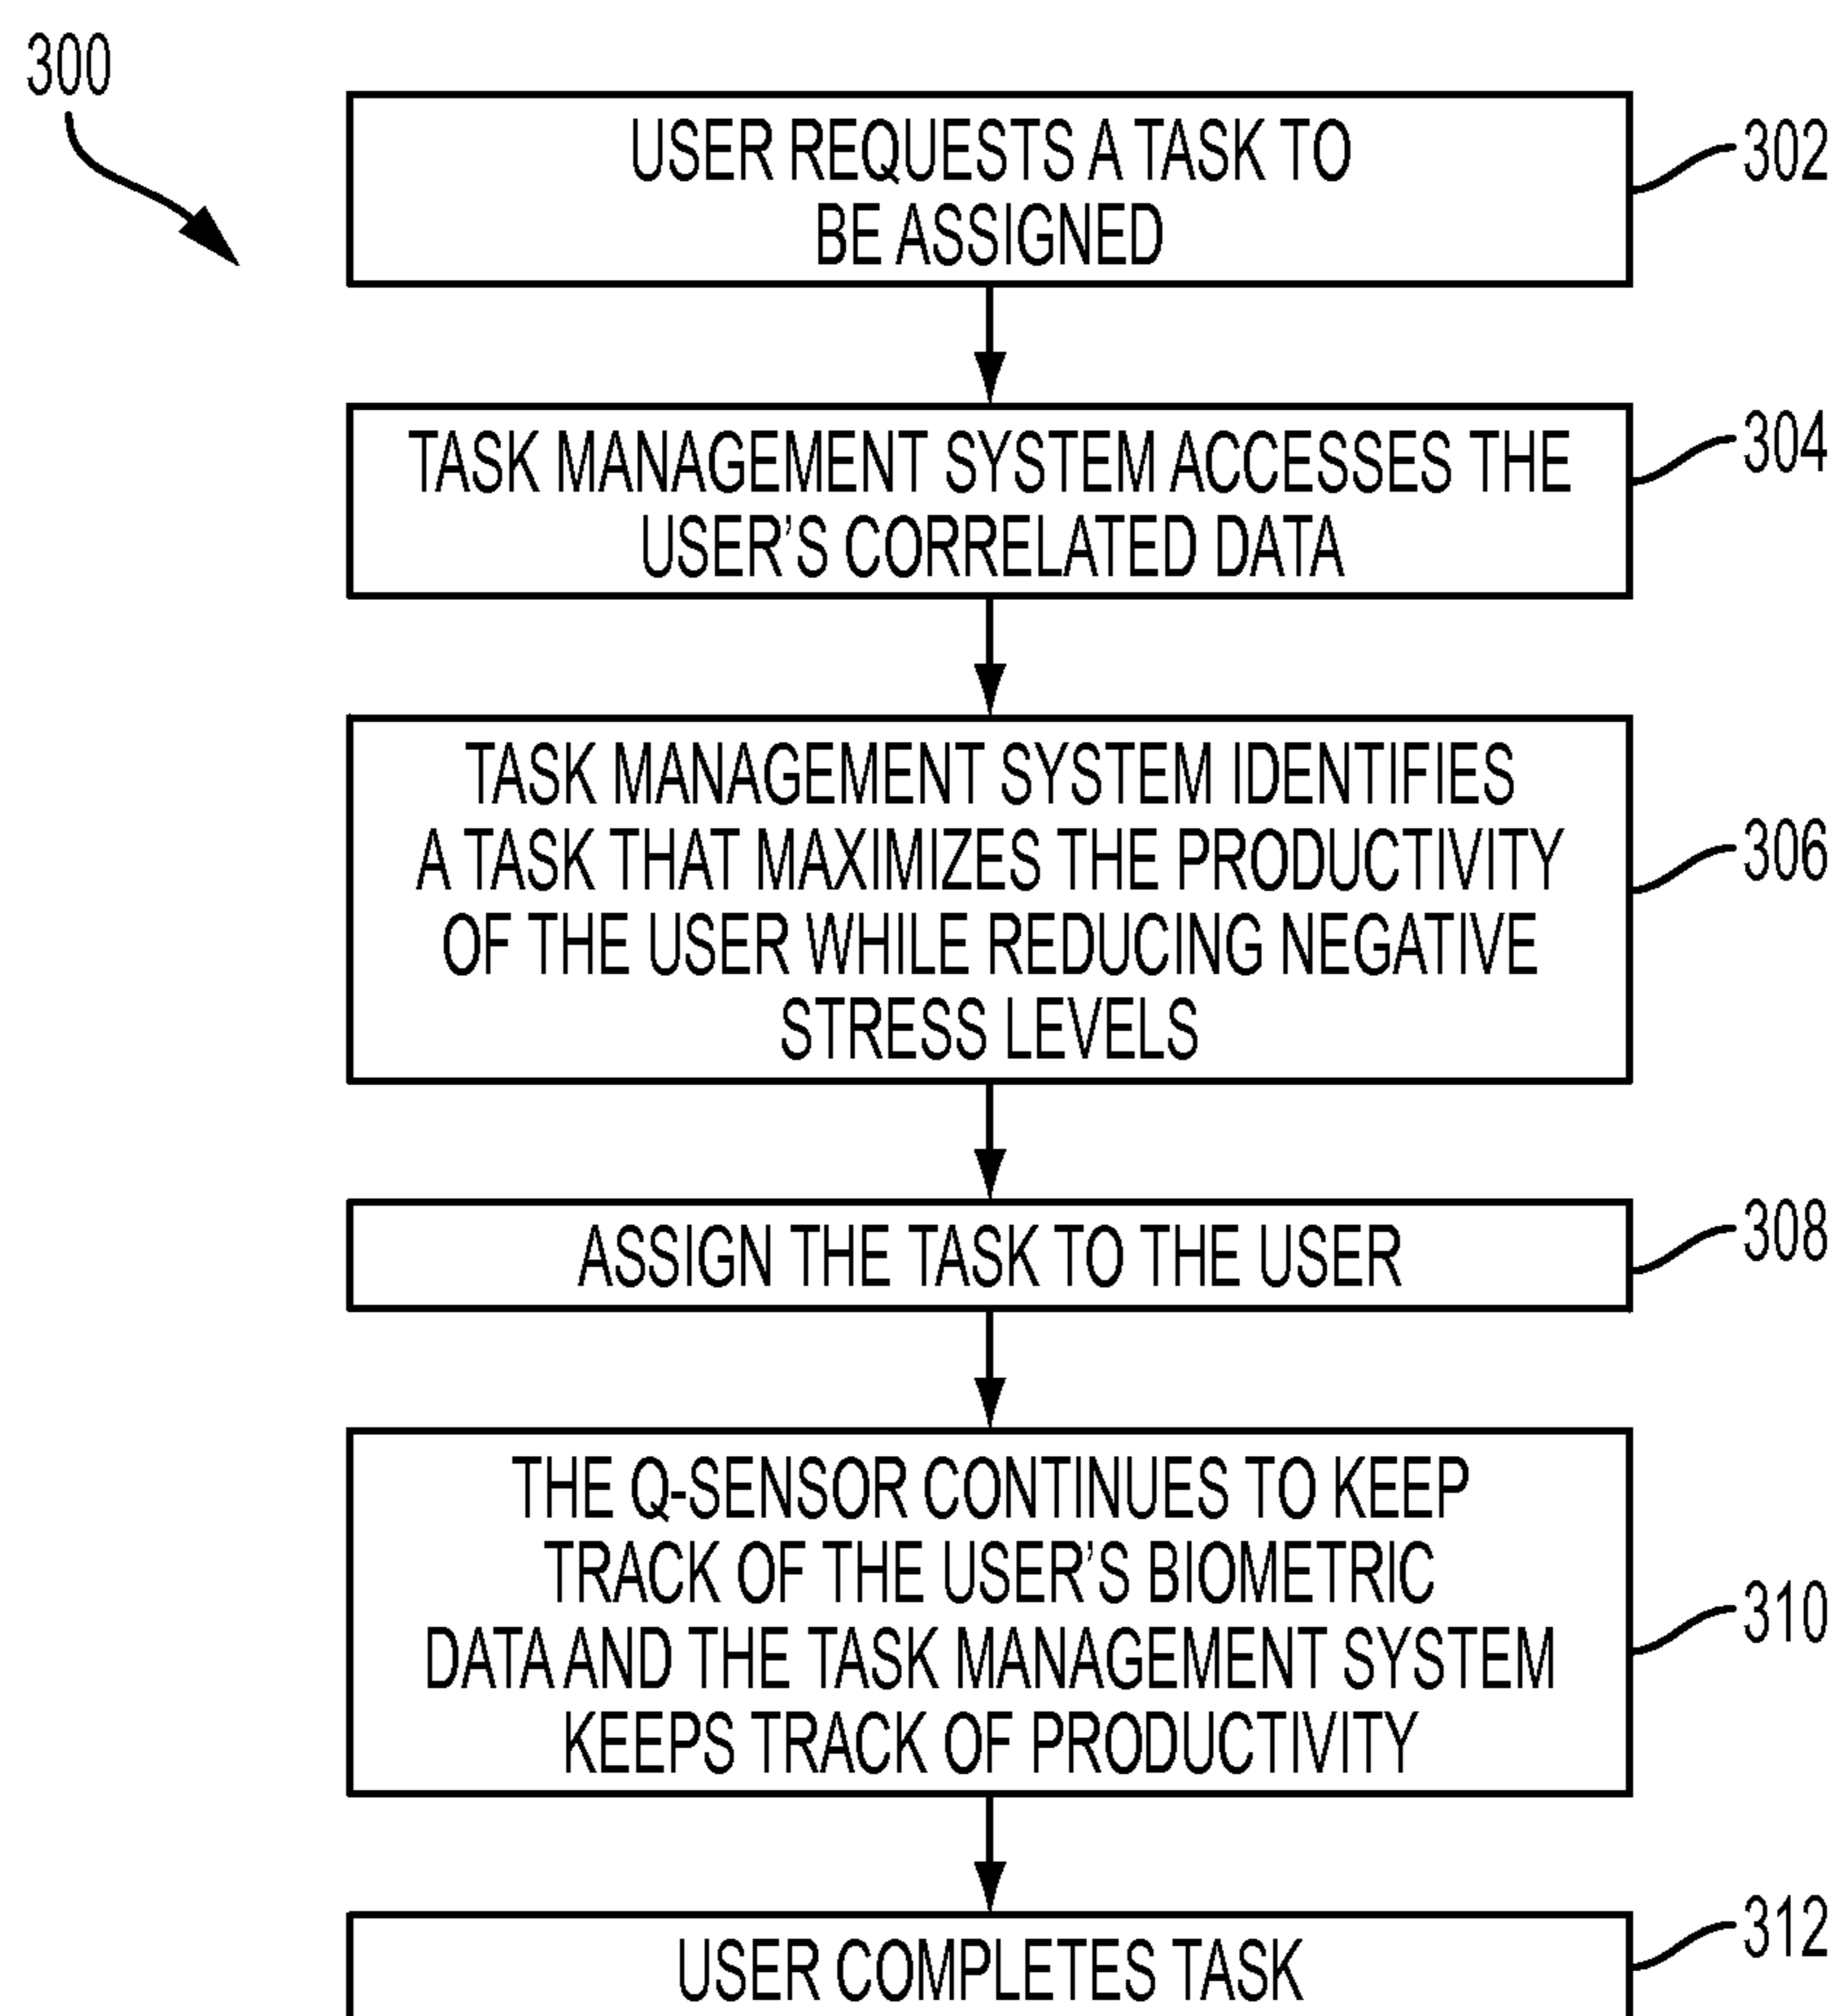 300
USER REQUESTS A TASK TO
BE ASSIGNED
302
TASK MANAGEMENT SYSTEM ACCESSES THE
USER'S CORRELATED DATA
304
TASK MANAGEMENT SYSTEM IDENTIFIES
A TASK THAT MAXIMIZES THE PRODUCTIVITY
OF THE USER WHILE REDUCING NEGATIVE
STRESS LEVELS
306
ASSIGN THE TASK TO THE USER
308
THE Q-SENSOR CONTINUES TO KEEP
TRACK OF THE USER'S BIOMETRIC
DATA AND THE TASK MANAGEMENT SYSTEM
KEEPS TRACK OF PRODUCTIVITY
310
USER COMPLETES TASK
312